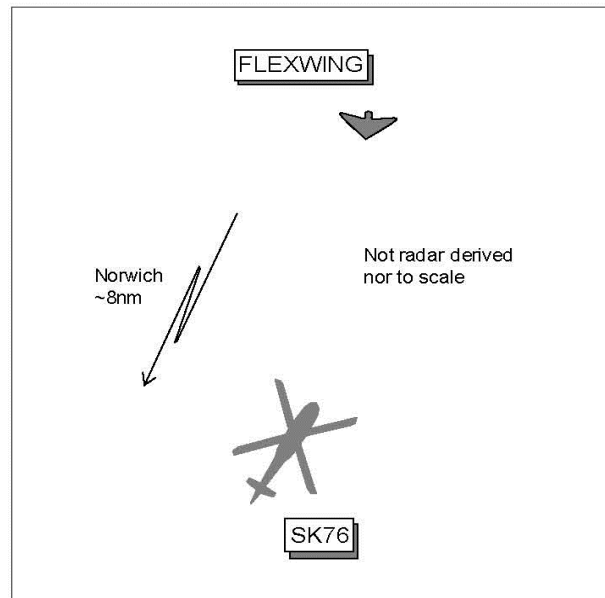 FLEXWING
Not radar derived
nor to scale
Norwich
~8nm
SK76